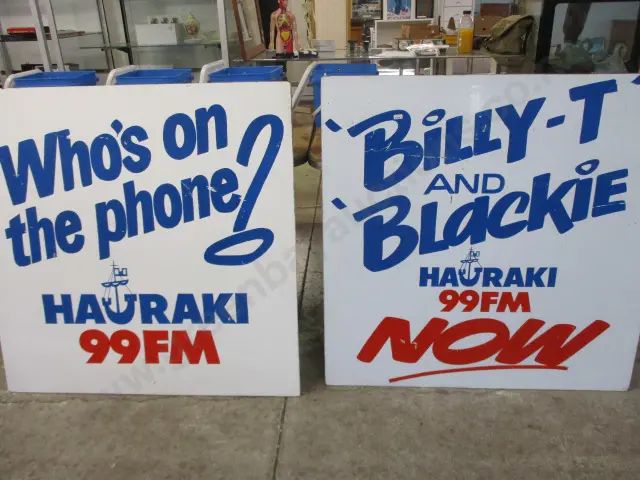 Who's on
the phone?
HAURAKI
99FM
"BILLY-T"
AND
"BLACKIE
HAURAKI
99FM
NOW